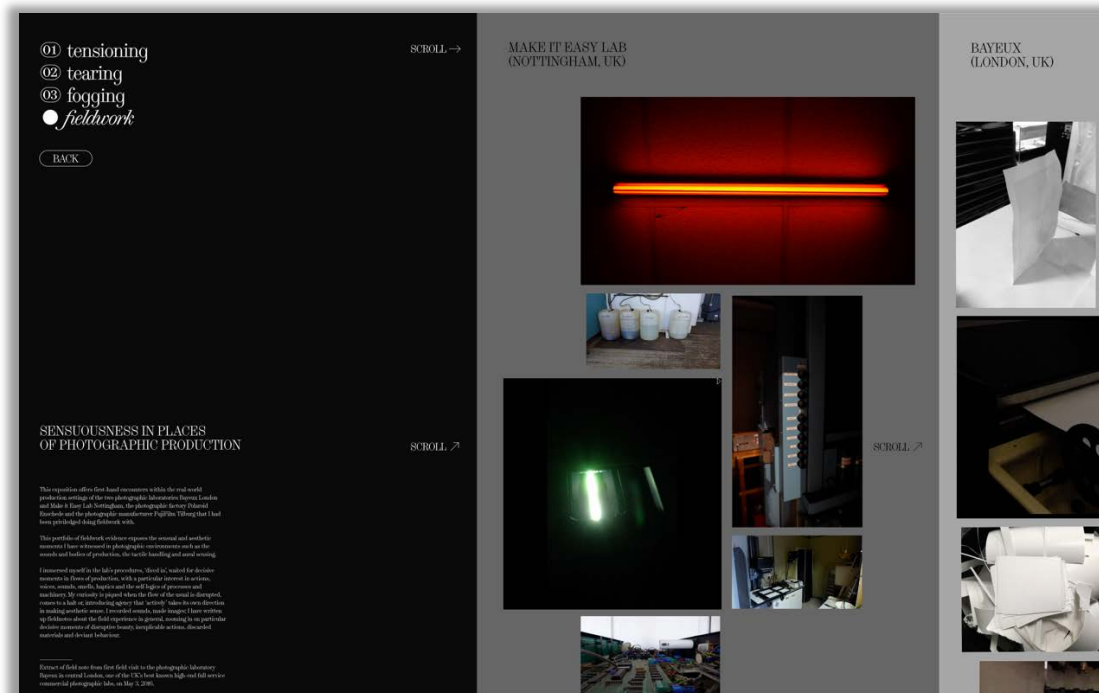 01 tensioning
02 tearing
03 fogging
fieldwork
BACK
SCROLL →
SENSUOUSNESS IN PLACES
OF PHOTOGRAPHIC PRODUCTION
SCROLL ↗
This exposition offers first-hand encounters within the real-world
production settings of the two photographic laboratories Bayeux London
and Make it Easy Lab Nottingham, the photographic factory Polaroid
Enschede and the photographic manufacturer FujiFilm Tilburg that I had
been priviledged doing fieldwork with.
This portfolio of fieldwork evidence exposes the sensual and aesthetic
moments I have witnessed in photographic environments such as the
sounds and bodies of production, the tactile handling and aural sensing.
I immersed myself in the lab's procedures, 'dived in', waited for decisive
moments in flows of production, with a particular interest in actions,
voices, sounds, smells, haptics and the self-logics of processes and
machinery. My curiosity is piqued when the flow of the usual is disrupted,
comes to a halt or, introducing agency that 'actively' takes its own direction
in making aesthetic sense. I recorded sounds, made images; I have written
up fieldnotes about the field experience in general, zooming in on particular
decisive moments of disruptive beauty, inexplicable actions, discarded
materials and deviant behaviour.
Extract of field note from first field visit to the photographic laboratory
Bayeux in central London, one of the UK's best known high-end full service
commercial photographic labs, on May 3, 2016.
MAKE IT EASY LAB
(NOTTINGHAM, UK)
SCROLL ↗
BAYEUX
(LONDON, UK)